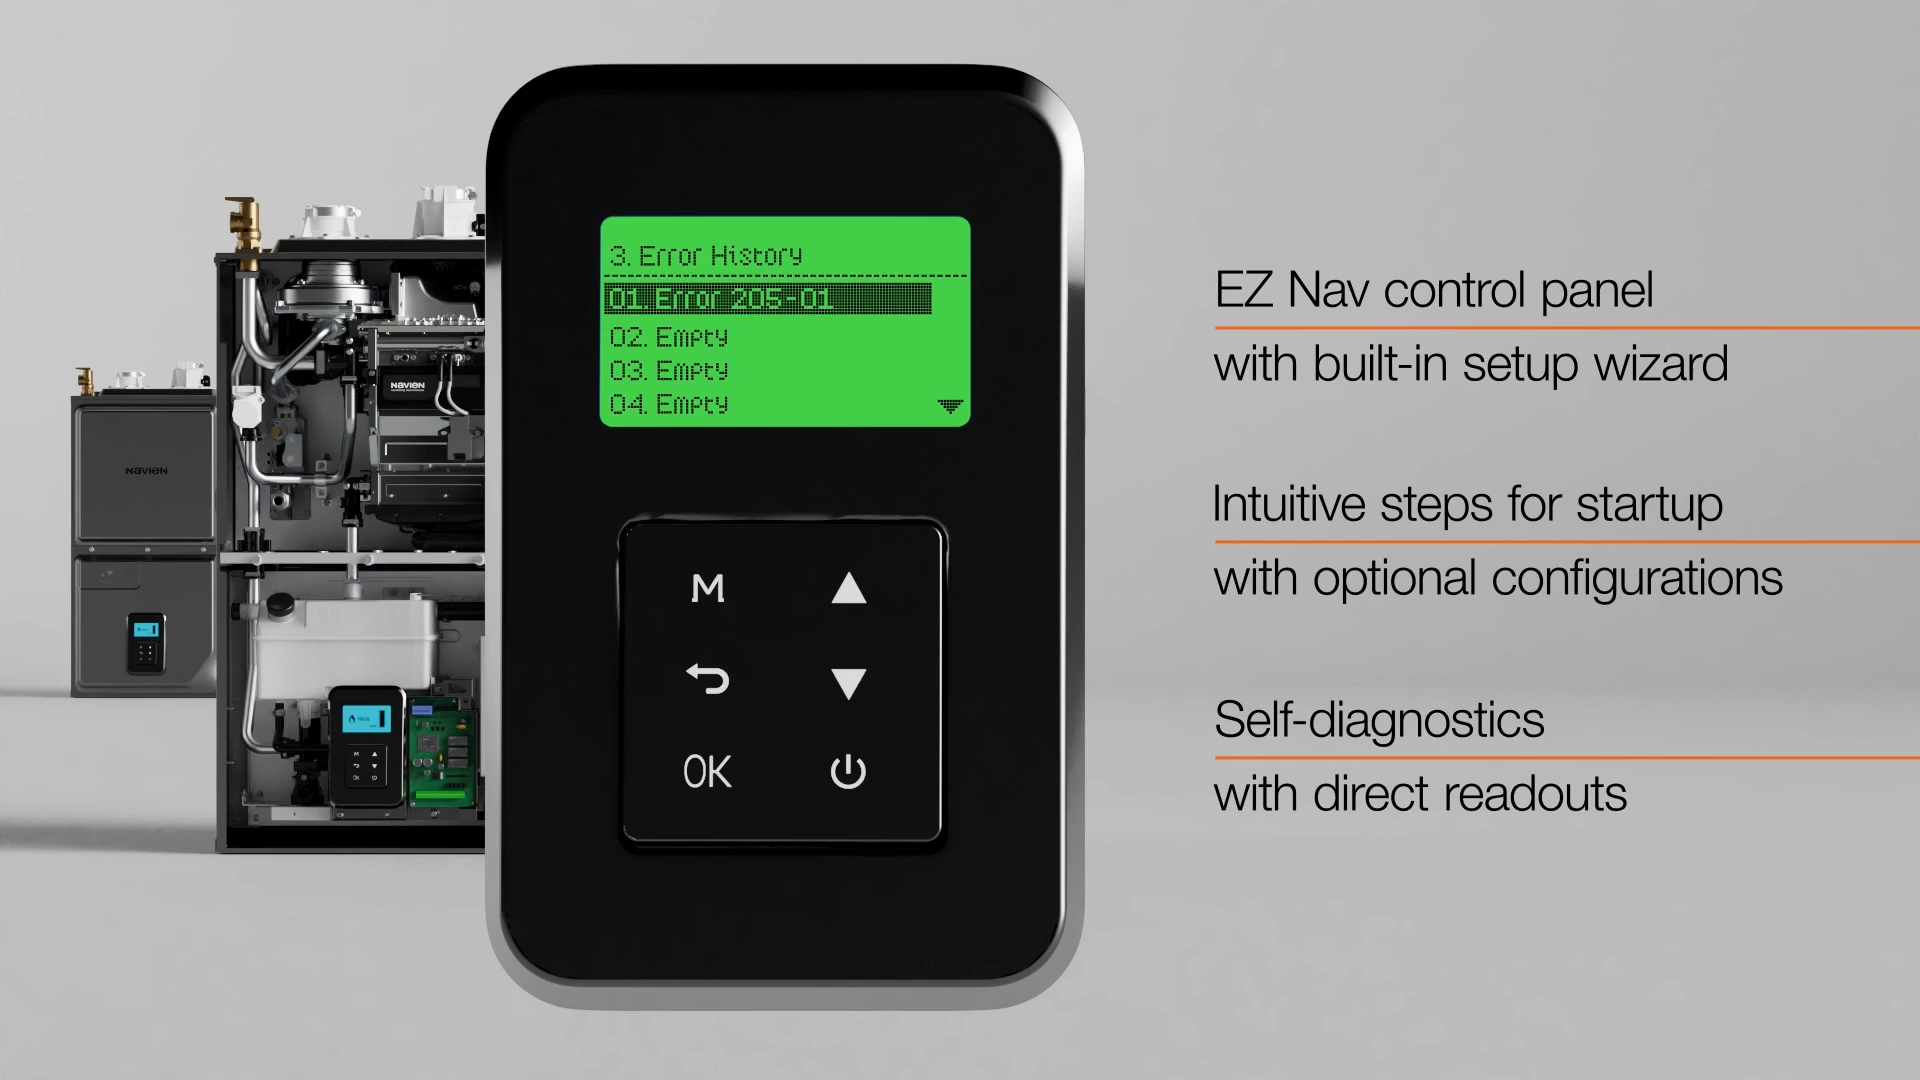 3. Error History
01. Error 205-01
02. Empty
03. Empty
04. Empty
M
OK
EZ Nav control panel
with built-in setup wizard
Intuitive steps for startup
with optional configurations
Self-diagnostics
with direct readouts
NAVIEN
NAVIEN
M
OK